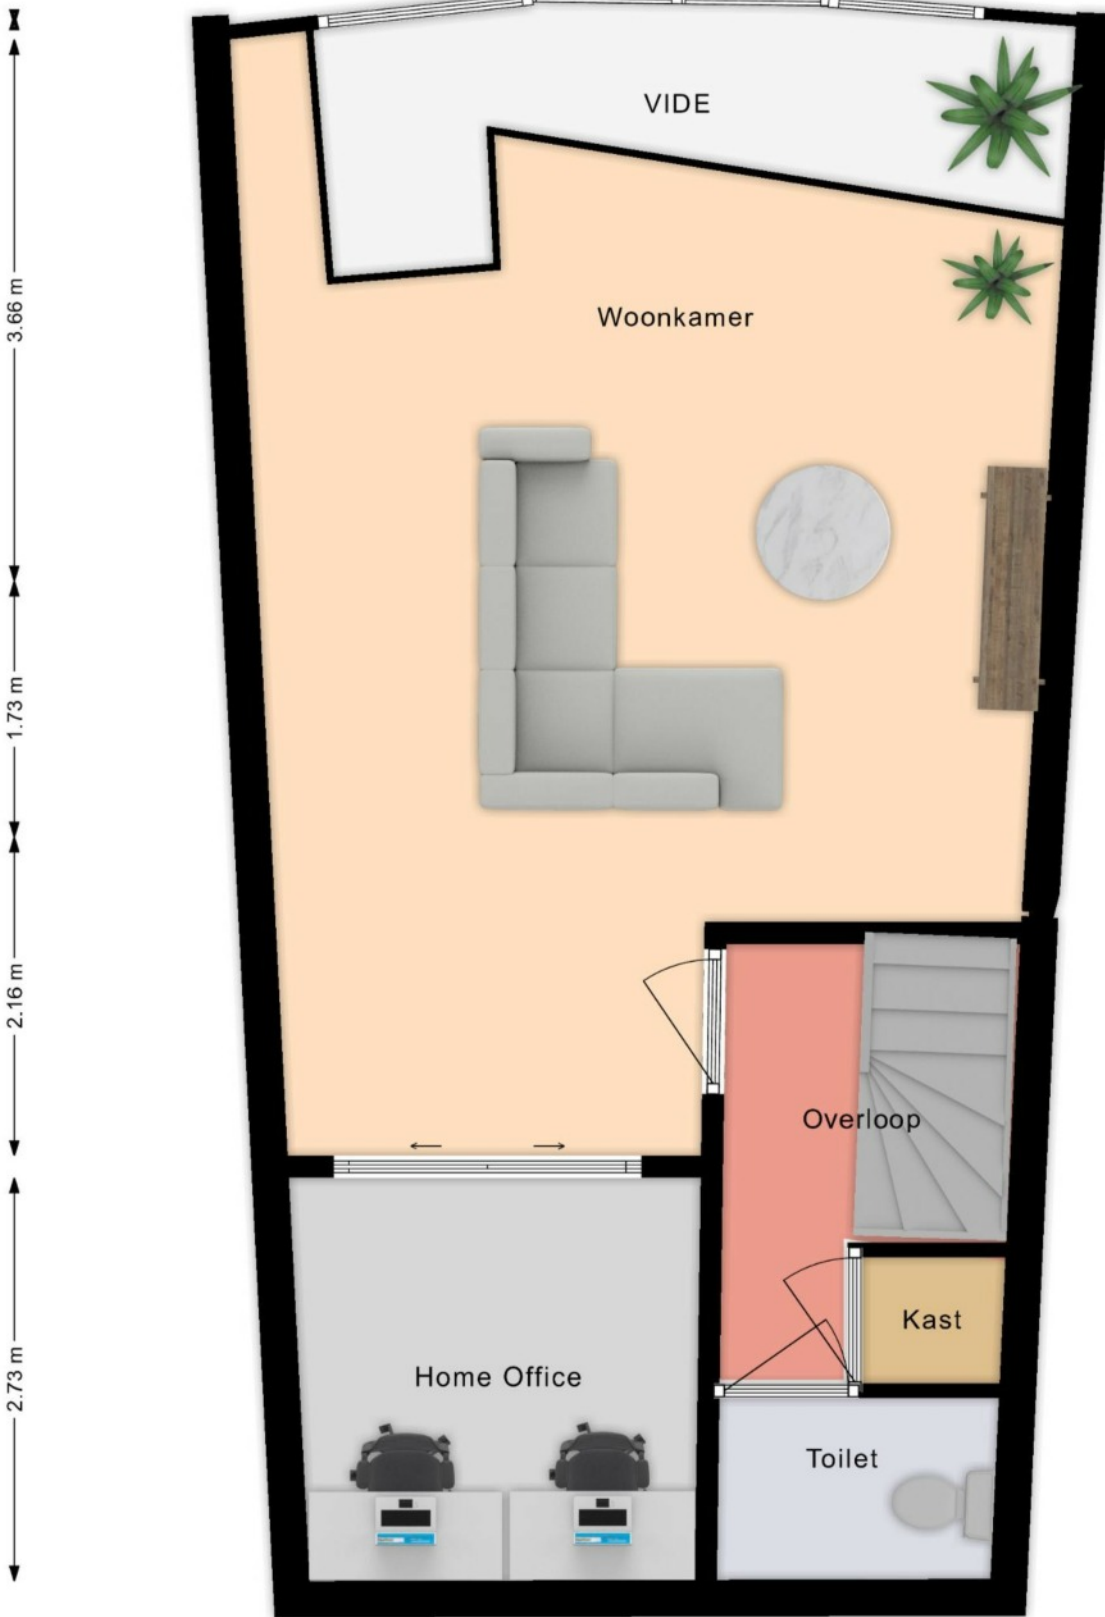 VIDE
3.66 m
Woonkamer
1.73 m
2.16 m
Overloop
Kast
2.73 m
Home Office
Toilet